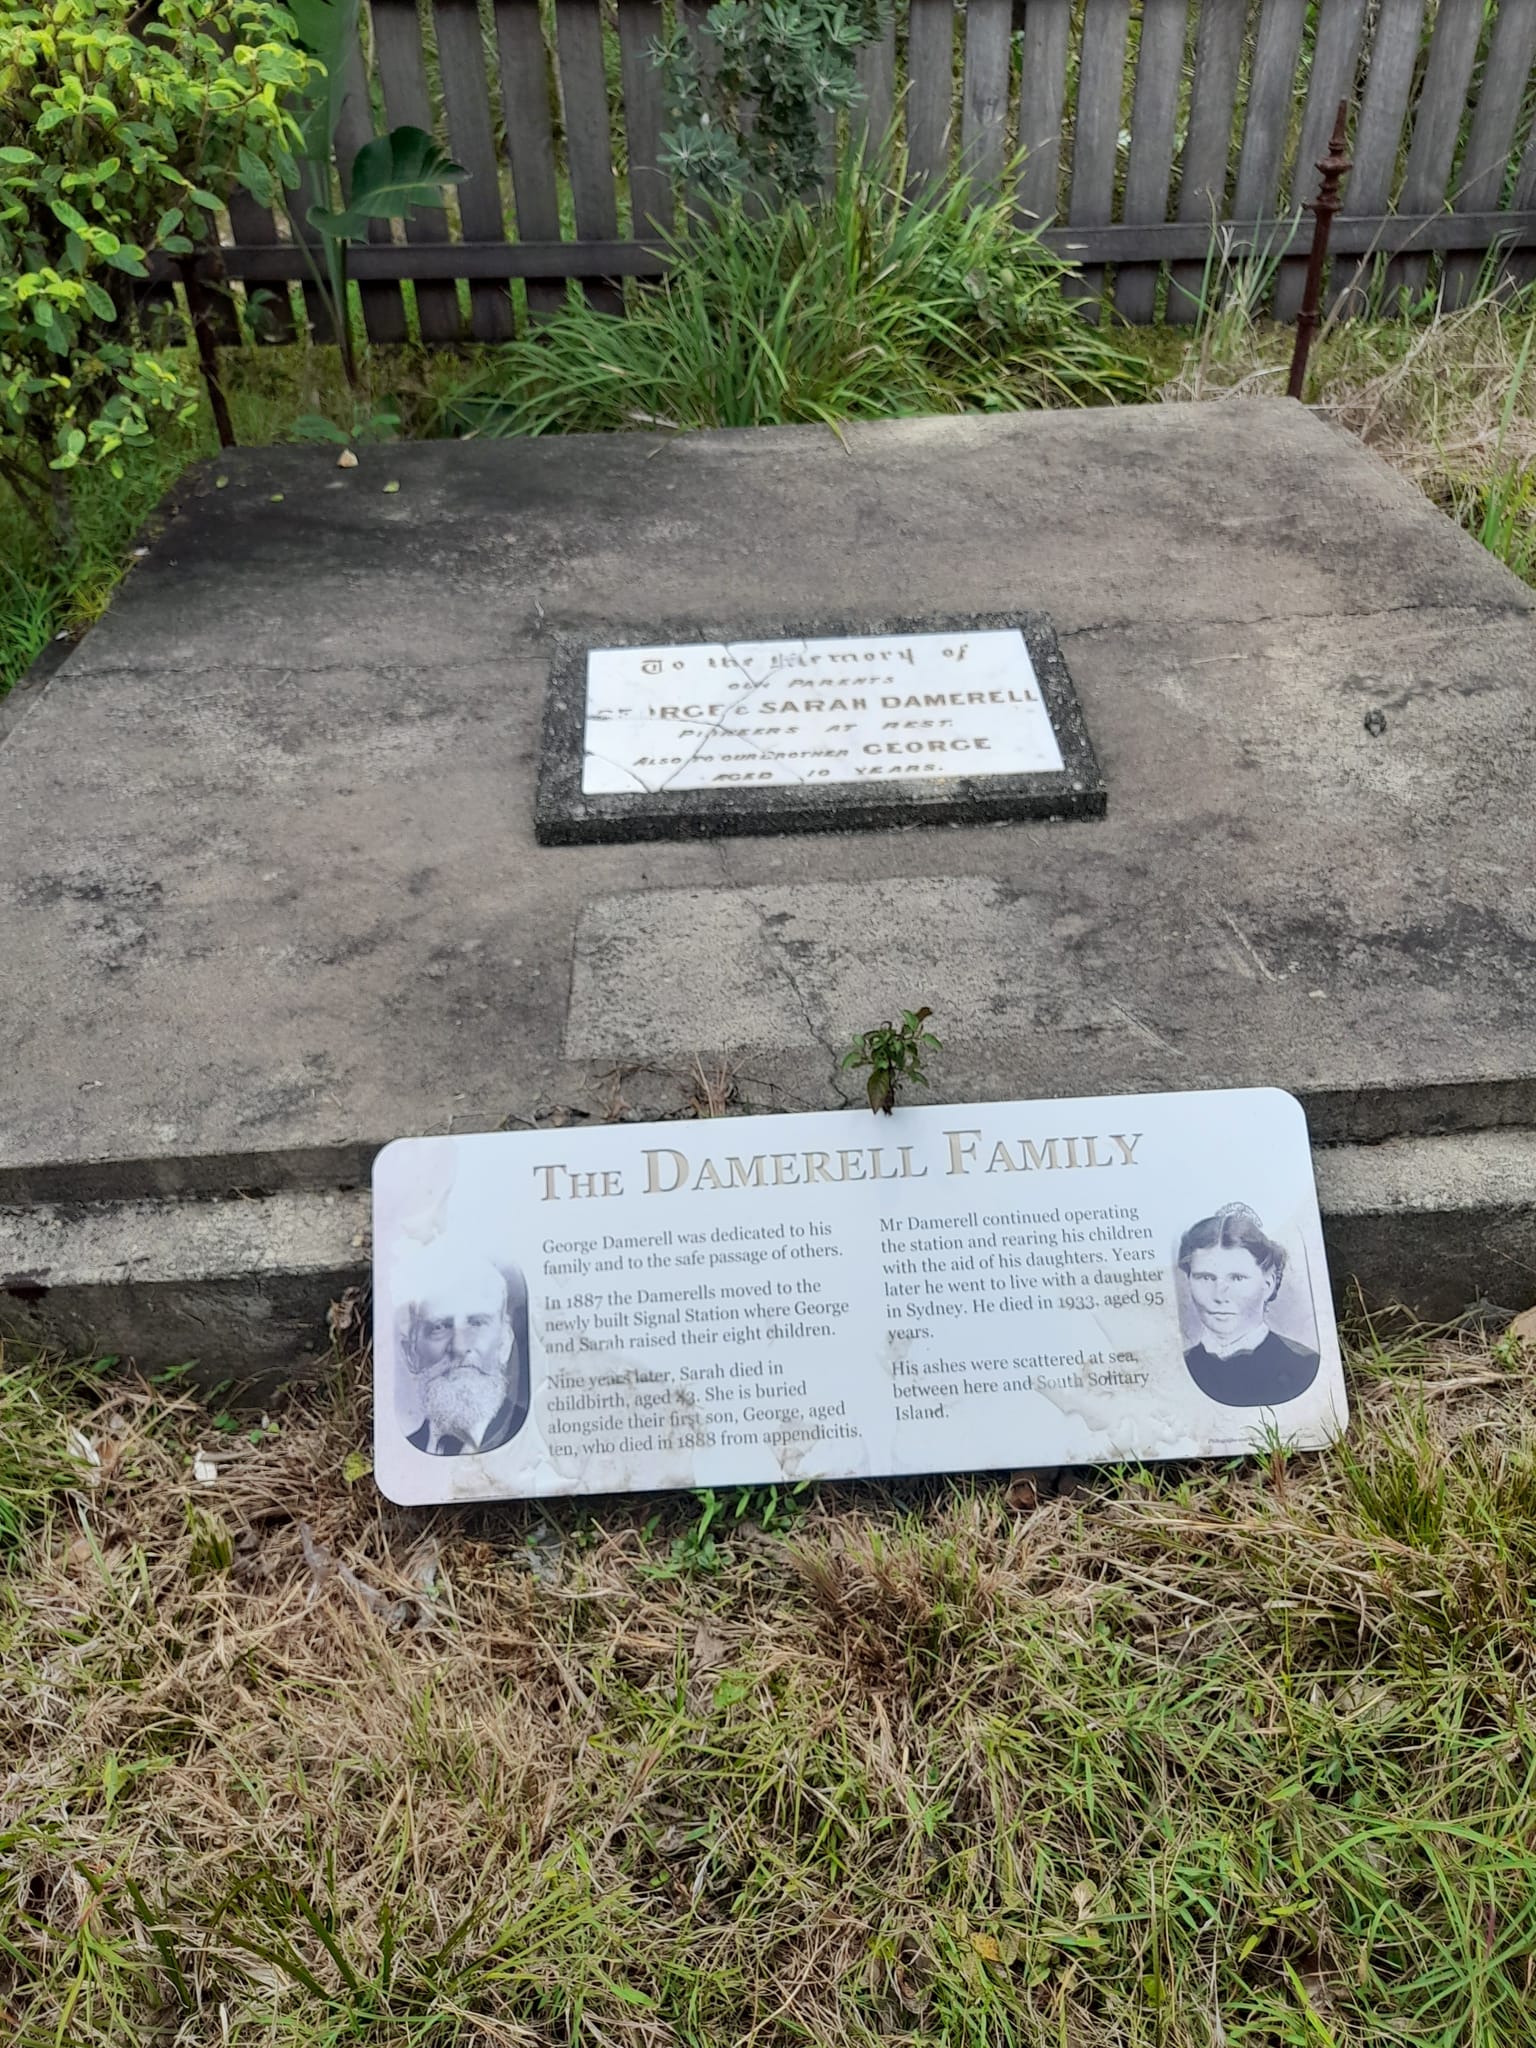 To the Memory of
OUR PARENTS
GEORGE & SARAH DAMERELL
PIONEERS AT REST.
ALSO TO OUR BROTHER GEORGE
AGED 10 YEARS.
THE DAMERELL FAMILY
George Damerell was dedicated to his
family and to the safe passage of others.
In 1887 the Damerells moved to the
newly built Signal Station where George
and Sarah raised their eight children.
Nine years later, Sarah died in
childbirth, aged 43. She is buried
alongside their first son, George, aged
ten, who died in 1888 from appendicitis.
Mr Damerell continued operating
the station and rearing his children
with the aid of his daughters. Years
later he went to live with a daughter
in Sydney. He died in 1933, aged 95
years.
His ashes were scattered at sea,
between here and South Solitary
Island.